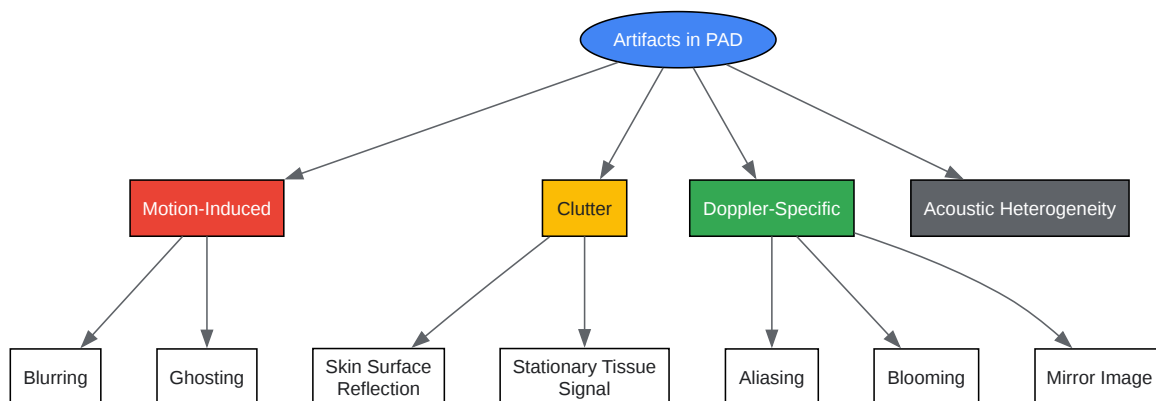 Artifacts in PAD
Motion-Induced
Clutter
Doppler-Specific
Acoustic Heterogeneity
Blurring
Ghosting
Skin Surface
Reflection
Stationary Tissue
Signal
Aliasing
Blooming
Mirror Image